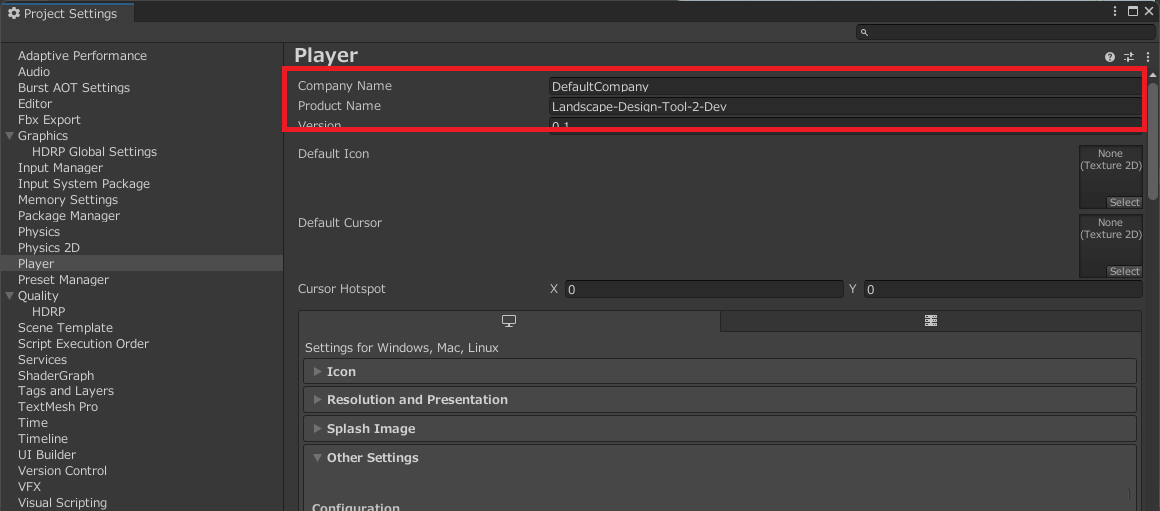 Project Settings
Adaptive Performance
Audio
Burst AOT Settings
Editor
Fbx Export
Graphics
HDRP Global Settings
Input Manager
Input System Package
Memory Settings
Package Manager
Physics
Physics 2D
Player
Preset Manager
Quality
HDRP
Scene Template
Script Execution Order
Services
ShaderGraph
Tags and Layers
TextMesh Pro
Time
Timeline
UI Builder
Version Control
VFX
Visual Scripting
Player
Company Name DefaultCompany
Product Name Landscape-Design-Tool-2-Dev
Version 0.1
Default Icon
None
(Texture 2D)
Select
Default Cursor
None
(Texture 2D)
Select
Cursor Hotspot X 0 Y 0
Settings for Windows, Mac, Linux
Icon
Resolution and Presentation
Splash Image
Other Settings
Configuration